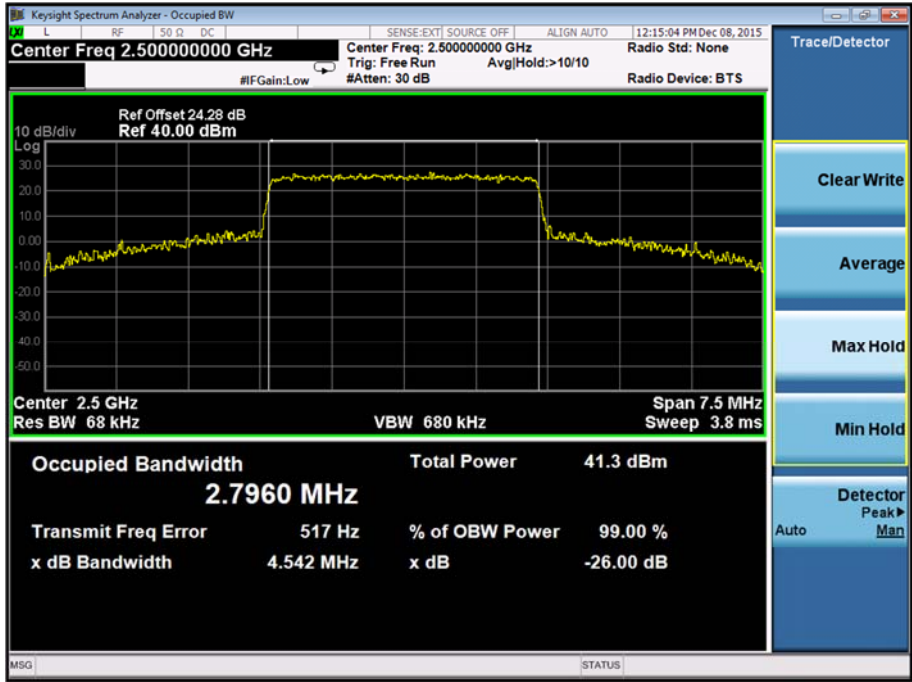 Keysight Spectrum Analyzer - Occupied BW
LXI L RF 50 Ω DC SENSE:EXT SOURCE OFF ALIGN AUTO 12:15:04 PM Dec 08, 2015
Center Freq 2.500000000 GHz
Center Freq: 2.500000000 GHz
Radio Std: None
Trig: Free Run Avg|Hold:>10/10
#IFGain:Low
#Atten: 30 dB
Radio Device: BTS
Ref Offset 24.28 dB
10 dB/div Ref 40.00 dBm
Log
30.0
20.0
10.0
0.00
-10.0
-20.0
-30.0
-40.0
-50.0
Center 2.5 GHz Span 7.5 MHz
Res BW 68 kHz VBW 680 kHz Sweep 3.8 ms
Occupied Bandwidth Total Power 41.3 dBm
2.7960 MHz
Transmit Freq Error 517 Hz % of OBW Power 99.00 %
x dB Bandwidth 4.542 MHz x dB -26.00 dB
MSG STATUS
Trace/Detector
Clear Write
Average
Max Hold
Min Hold
Detector
Peak▶
Auto Man